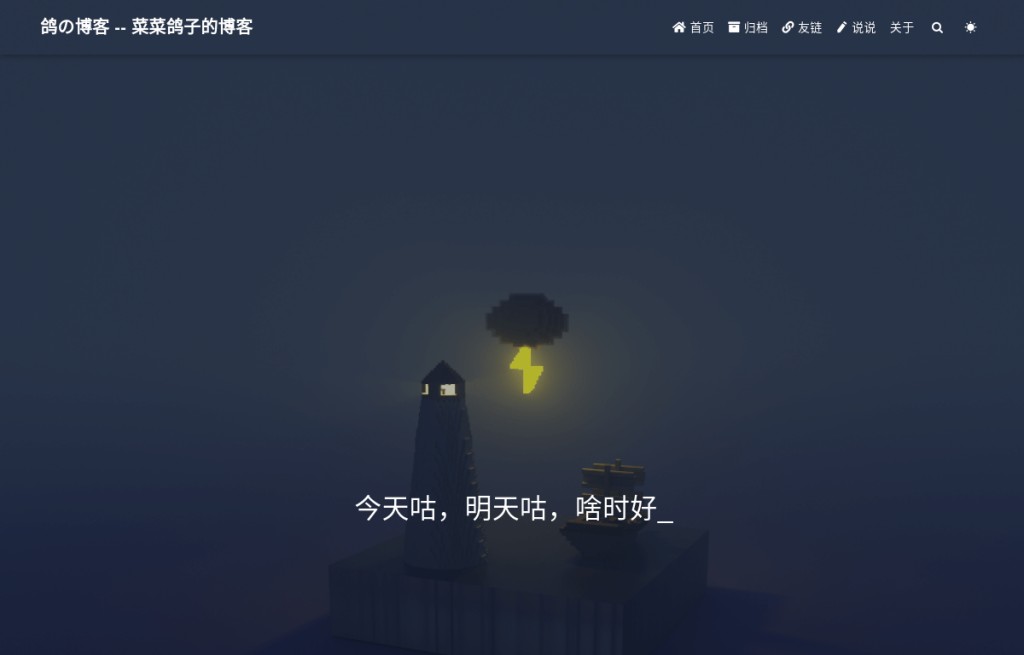 鸽の博客 -- 菜菜鸽子的博客
首页 归档 友链 说说 关于
今天咕，明天咕，啥时好_